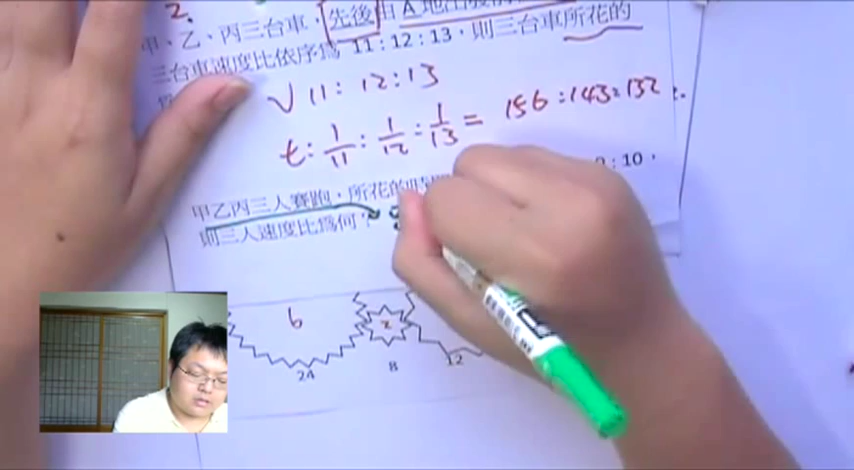 2.
甲、乙、丙三台車,先後由A地出發
三台車速度比依序為 11:12:13,則三台車所花的
V 11:12:13
t: 1/11 : 1/12 : 1/13 = 156:143:132
:10。
甲乙丙三人賽跑,所花的時
則三人速度比為何?
6 2
24 8 12